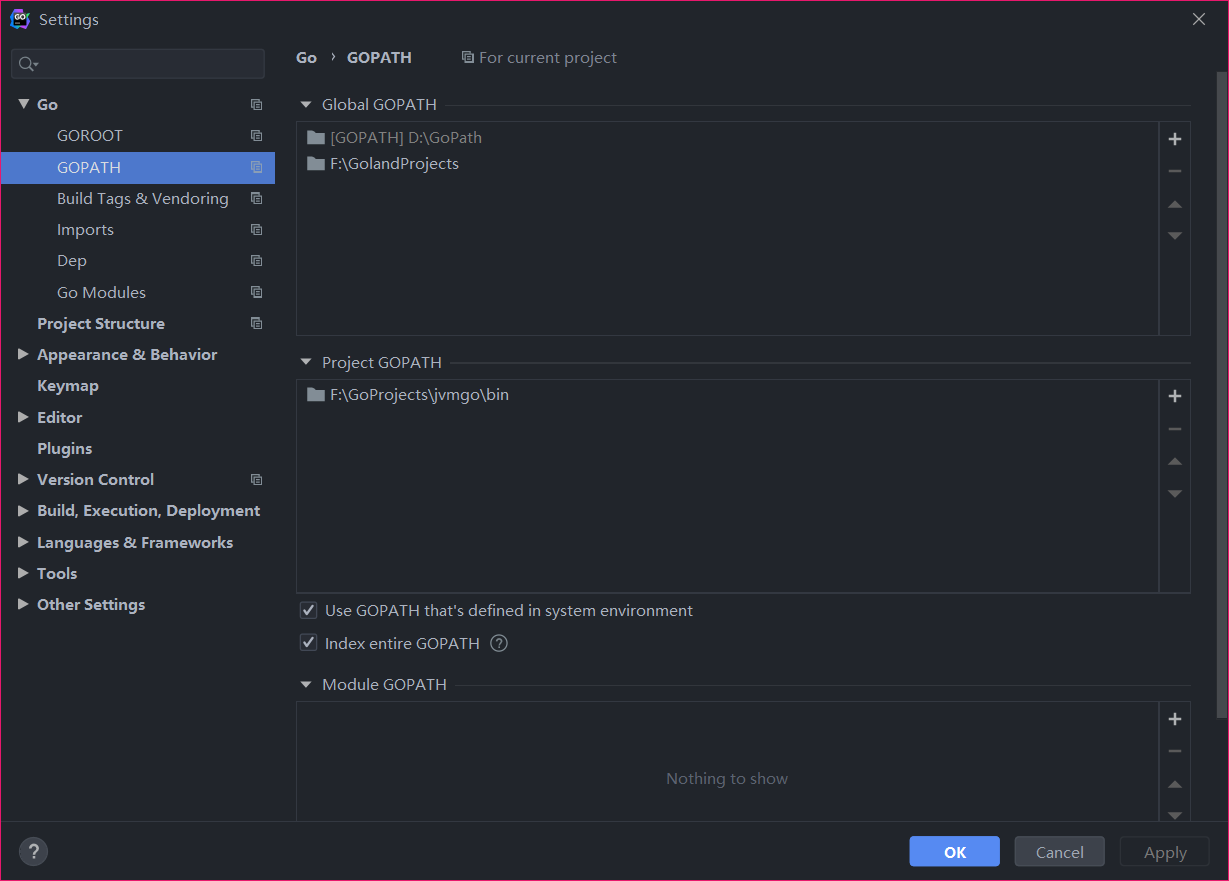 Settings
Go › GOPATH For current project
Go
GOROOT
GOPATH
Build Tags & Vendoring
Imports
Dep
Go Modules
Project Structure
Appearance & Behavior
Keymap
Editor
Plugins
Version Control
Build, Execution, Deployment
Languages & Frameworks
Tools
Other Settings
Global GOPATH
[GOPATH] D:\GoPath
F:\GolandProjects
Project GOPATH
F:\GoProjects\jvmgo\bin
Use GOPATH that's defined in system environment
Index entire GOPATH ?
Module GOPATH
Nothing to show
?
OK Cancel Apply